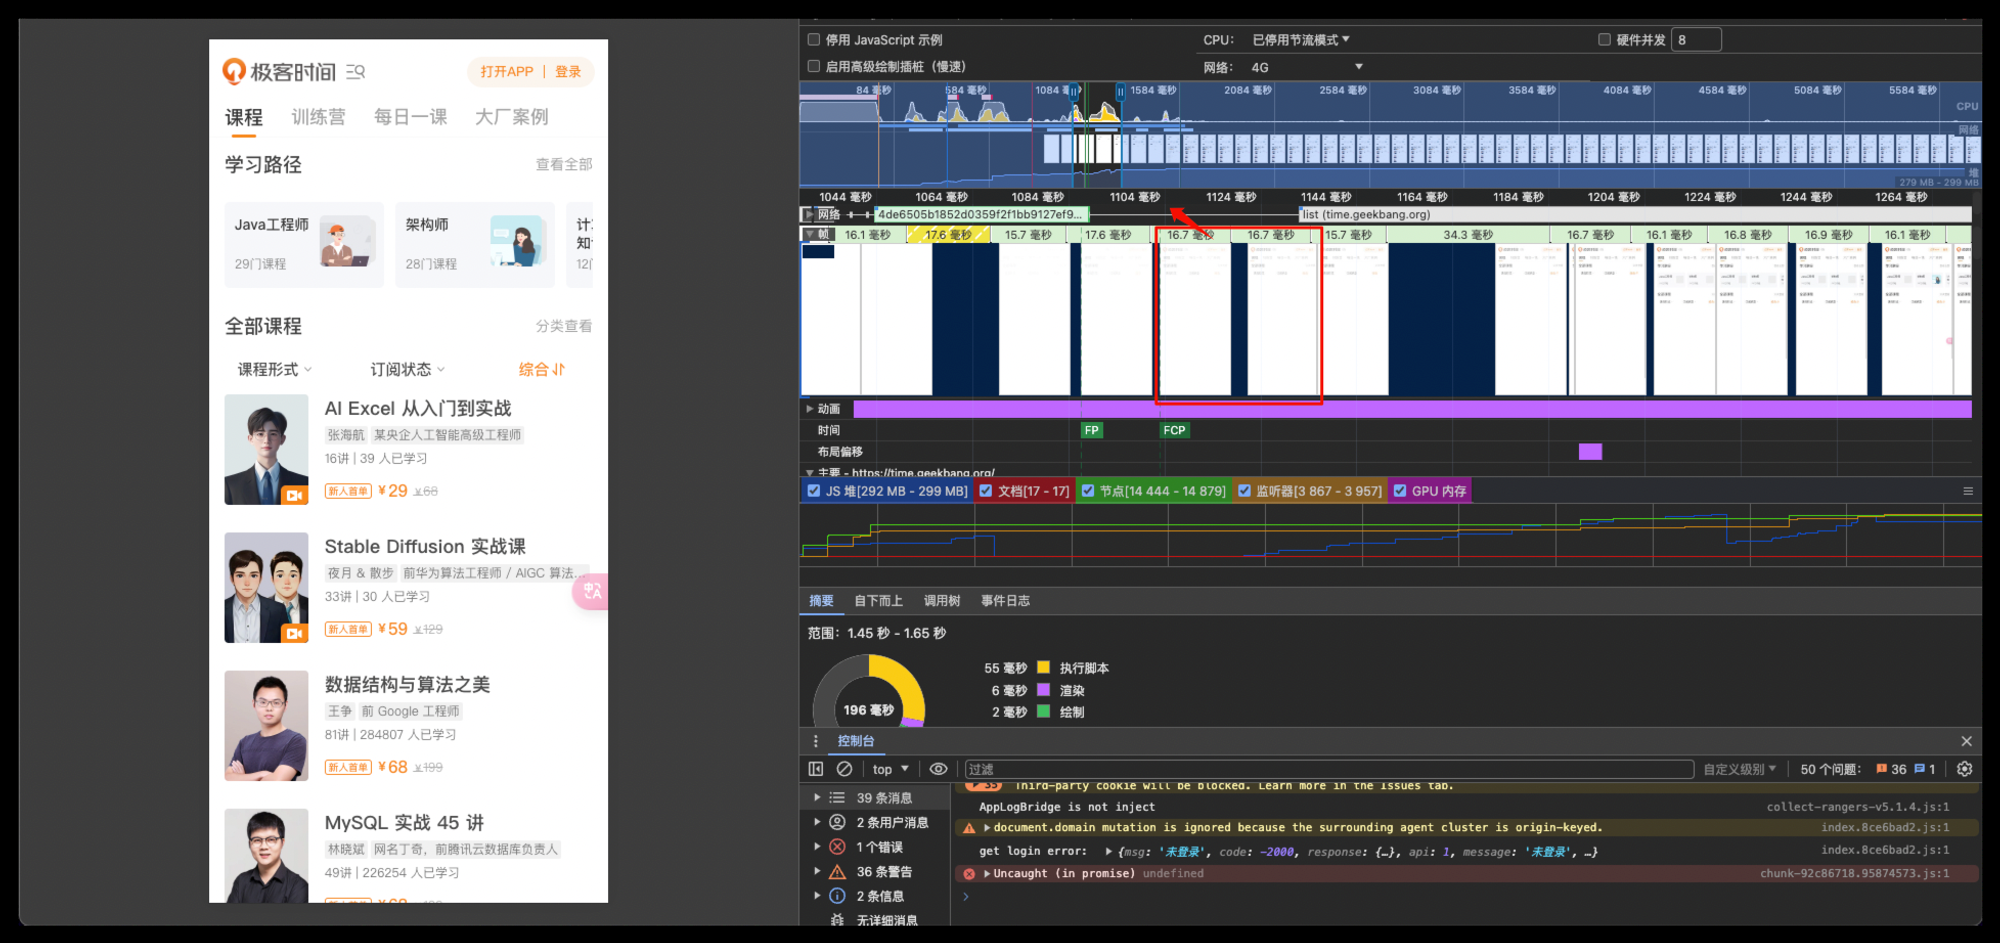 极客时间
打开APP | 登录
课程 训练营 每日一课 大厂案例
学习路径 查看全部
Java工程师 架构师 计
知
29门课程 28门课程 12
全部课程 分类查看
课程形式 订阅状态 综合
AI Excel 从入门到实战
张海航 某央企人工智能高级工程师
16讲 | 39 人已学习
新人首单 ¥29 ¥68
Stable Diffusion 实战课
夜月 & 散步 前华为算法工程师 / AIGC 算法...
33讲 | 30 人已学习
新人首单 ¥59 ¥129
数据结构与算法之美
王争 前 Google 工程师
81讲 | 284807 人已学习
新人首单 ¥68 ¥199
MySQL 实战 45 讲
林晓斌 网名丁奇，前腾讯云数据库负责人
49讲 | 226254 人已学习
停用 JavaScript 示例 CPU： 已停用节流模式 硬件并发 8
启用高级绘制插桩（慢速） 网络： 4G
84 毫秒 584 毫秒 1084 毫秒 1584 毫秒 2084 毫秒 2584 毫秒 3084 毫秒 3584 毫秒 4084 毫秒 4584 毫秒 5084 毫秒 5584 毫秒
CPU
网络
堆
279 MB – 299 MB
1044 毫秒 1064 毫秒 1084 毫秒 1104 毫秒 1124 毫秒 1144 毫秒 1164 毫秒 1184 毫秒 1204 毫秒 1224 毫秒 1244 毫秒 1264 毫秒
网络 4de6505b1852d0359f2f1bb9127ef9... list (time.geekbang.org)
帧 16.1 毫秒 17.6 毫秒 15.7 毫秒 17.6 毫秒 16.7 毫秒 16.7 毫秒 15.7 毫秒 34.3 毫秒 16.7 毫秒 16.1 毫秒 16.8 毫秒 16.9 毫秒 16.1 毫秒
动画
时间 FP FCP
布局偏移
主要 - https://time.geekbang.org/
JS 堆[292 MB - 299 MB] 文档[17 - 17] 节点[14 444 - 14 879] 监听器[3 867 - 3 957] GPU 内存
摘要 自下而上 调用树 事件日志
范围：1.45 秒 – 1.65 秒
55 毫秒 执行脚本
6 毫秒 渲染
196 毫秒
2 毫秒 绘制
控制台
top 过滤 自定义级别 50 个问题： 36 1
39 条消息
2 条用户消息
1 个错误
36 条警告
2 条信息
无详细消息
35 Third-party cookie will be blocked. Learn more in the Issues tab.
AppLogBridge is not inject collect-rangers-v5.1.4.js:1
document.domain mutation is ignored because the surrounding agent cluster is origin-keyed. index.8ce6bad2.js:1
get login error: {msg: '未登录', code: -2000, response: {…}, api: 1, message: '未登录', …} index.8ce6bad2.js:1
Uncaught (in promise) undefined chunk-92c86718.95874573.js:1